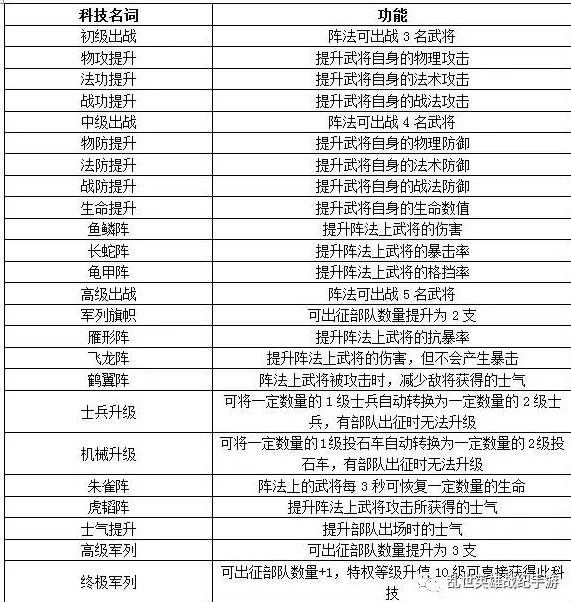 科技名词 功能
初级出战 阵法可出战 3 名武将
物攻提升 提升武将自身的物理攻击
法功提升 提升武将自身的法术攻击
战功提升 提升武将自身的战法攻击
中级出战 阵法可出战 4 名武将
物防提升 提升武将自身的物理防御
法防提升 提升武将自身的法术防御
战防提升 提升武将自身的战法防御
生命提升 提升武将自身的生命数值
鱼鳞阵 提升阵法上武将的伤害
长蛇阵 提升阵法上武将的暴击率
龟甲阵 提升阵法上武将的格挡率
高级出战 阵法可出战 5 名武将
军列旗帜 可出征部队数量提升为 2 支
雁形阵 提升阵法上武将的抗暴率
飞龙阵 提升阵法上武将的伤害，但不会产生暴击
鹤翼阵 阵法上武将被攻击时，减少敌将获得的士气
士兵升级 可将一定数量的 1 级士兵自动转换为一定数量的 2 级士
兵，有部队出征时无法升级
机械升级 可将一定数量的1级投石车自动转换为一定数量的2级投
石车，有部队出征时无法升级
朱雀阵 阵法上的武将每 3 秒可恢复一定数量的生命
虎韬阵 提升阵法上武将攻击所获得的士气
士气提升 提升部队出场时的士气
高级军列 可出征部队数量提升为 3 支
终极军列 可出征部队数量+1，特权等级升值 10 级可直接获得此科
技
乱世英雄战纪手游